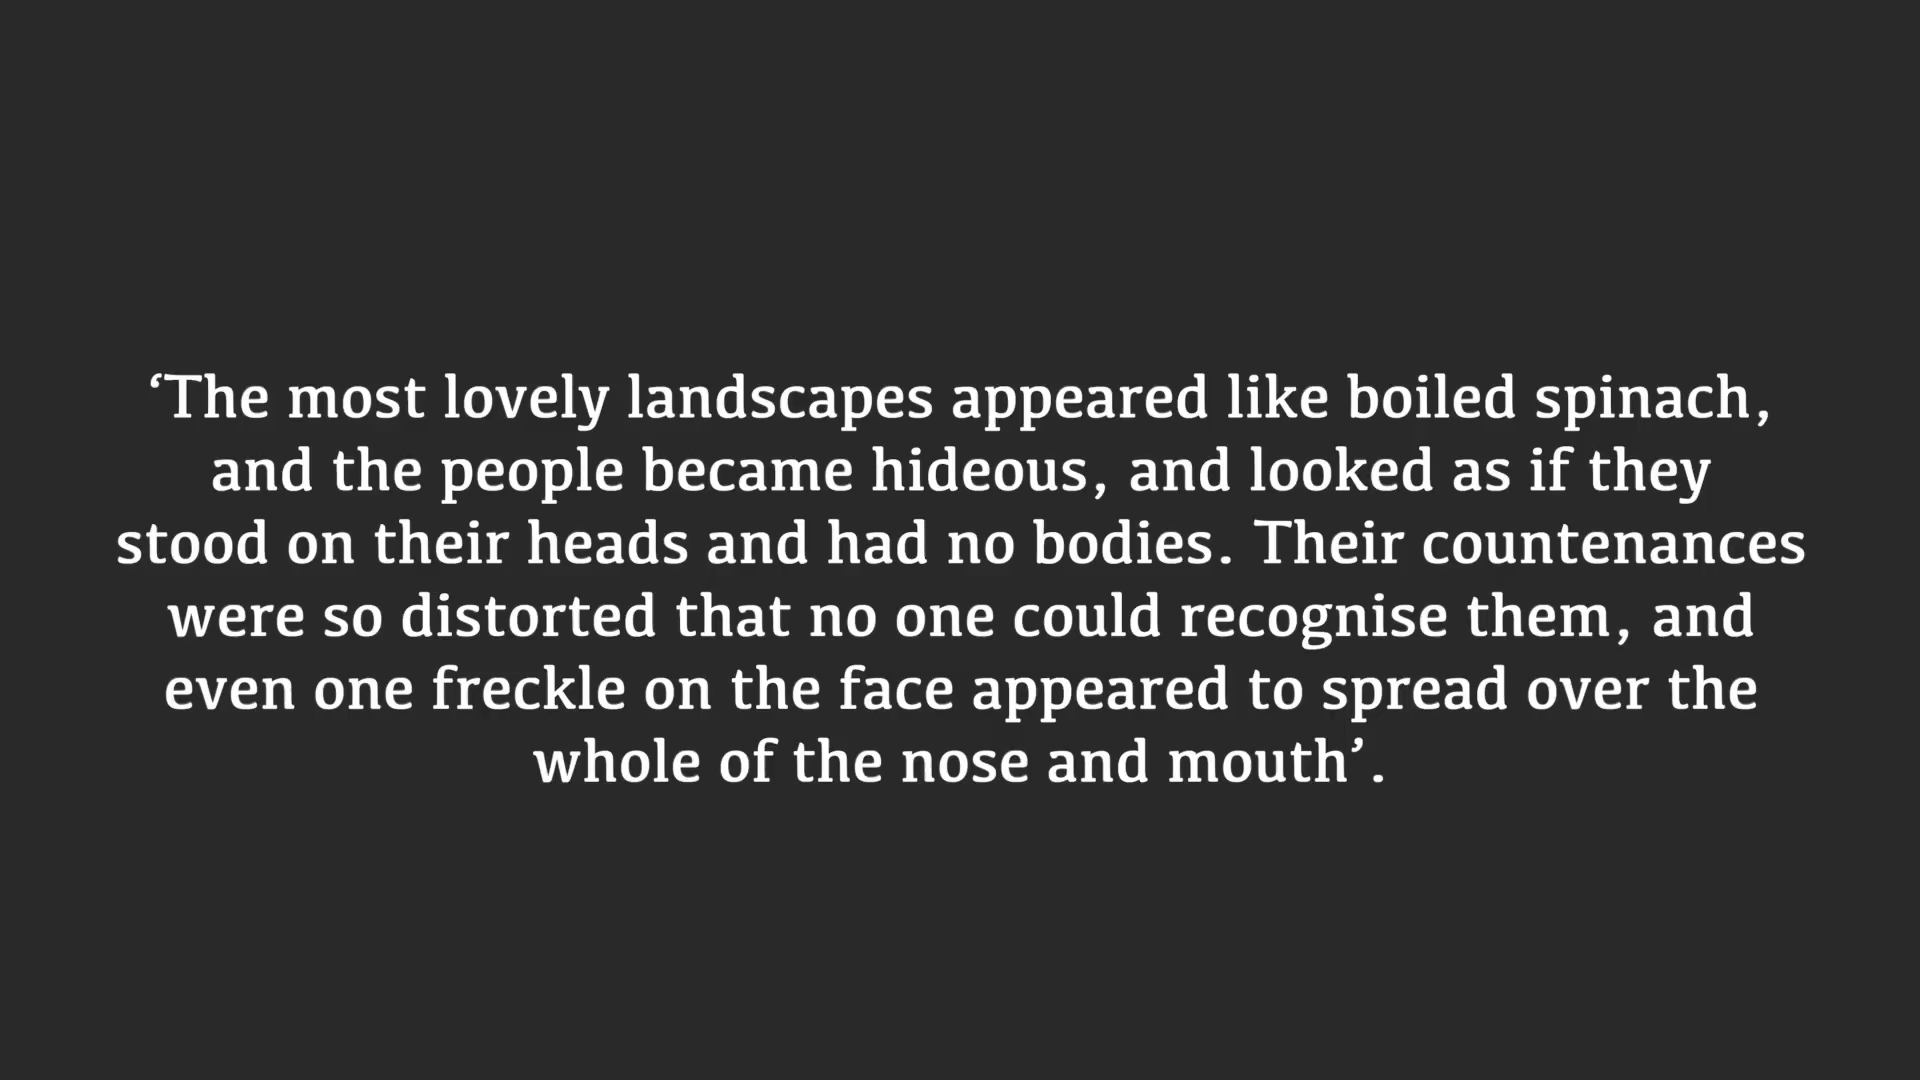 ‘The most lovely landscapes appeared like boiled spinach,
and the people became hideous, and looked as if they
stood on their heads and had no bodies. Their countenances
were so distorted that no one could recognise them, and
even one freckle on the face appeared to spread over the
whole of the nose and mouth’.